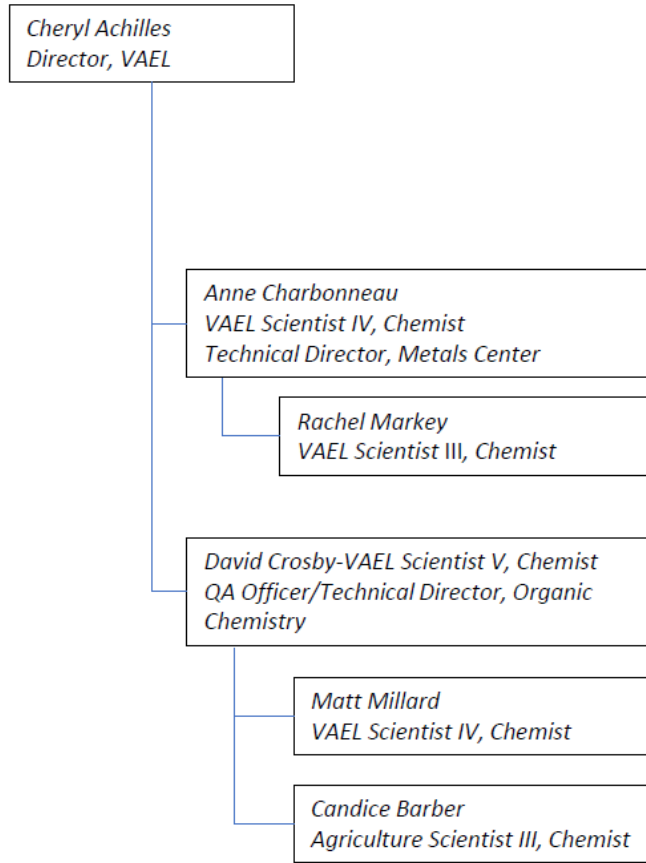 Cheryl Achilles
Director, VAEL
Anne Charbonneau
VAEL Scientist IV, Chemist
Technical Director, Metals Center
Rachel Markey
VAEL Scientist III, Chemist
David Crosby-VAEL Scientist V, Chemist
QA Officer/Technical Director, Organic
Chemistry
Matt Millard
VAEL Scientist IV, Chemist
Candice Barber
Agriculture Scientist III, Chemist